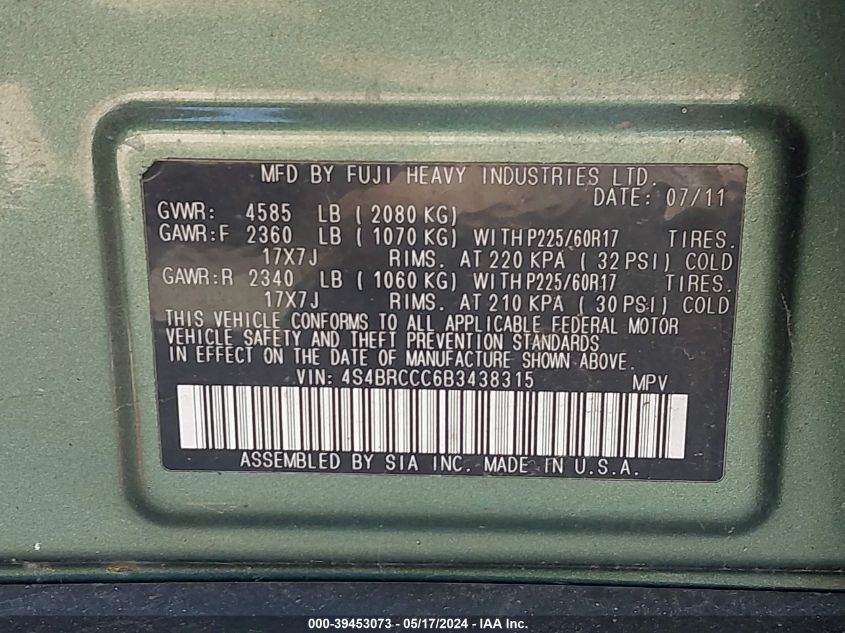 MFD BY FUJI HEAVY INDUSTRIES LTD.
DATE: 07/11
GVWR: 4585 LB ( 2080 KG)
GAWR:F 2360 LB ( 1070 KG) WITH P225/60R17 TIRES.
17X7J RIMS. AT 220 KPA ( 32 PSI) COLD
GAWR:R 2340 LB ( 1060 KG) WITH P225/60R17 TIRES.
17X7J RIMS. AT 210 KPA ( 30 PSI) COLD
THIS VEHICLE CONFORMS TO ALL APPLICABLE FEDERAL MOTOR
VEHICLE SAFETY AND THEFT PREVENTION STANDARDS
IN EFFECT ON THE DATE OF MANUFACTURE SHOWN ABOVE.
VIN: 4S4BRCCC6B3438315 MPV
ASSEMBLED BY SIA INC. MADE IN U.S.A.
000-39453073 - 05/17/2024 - © IAA, Inc.